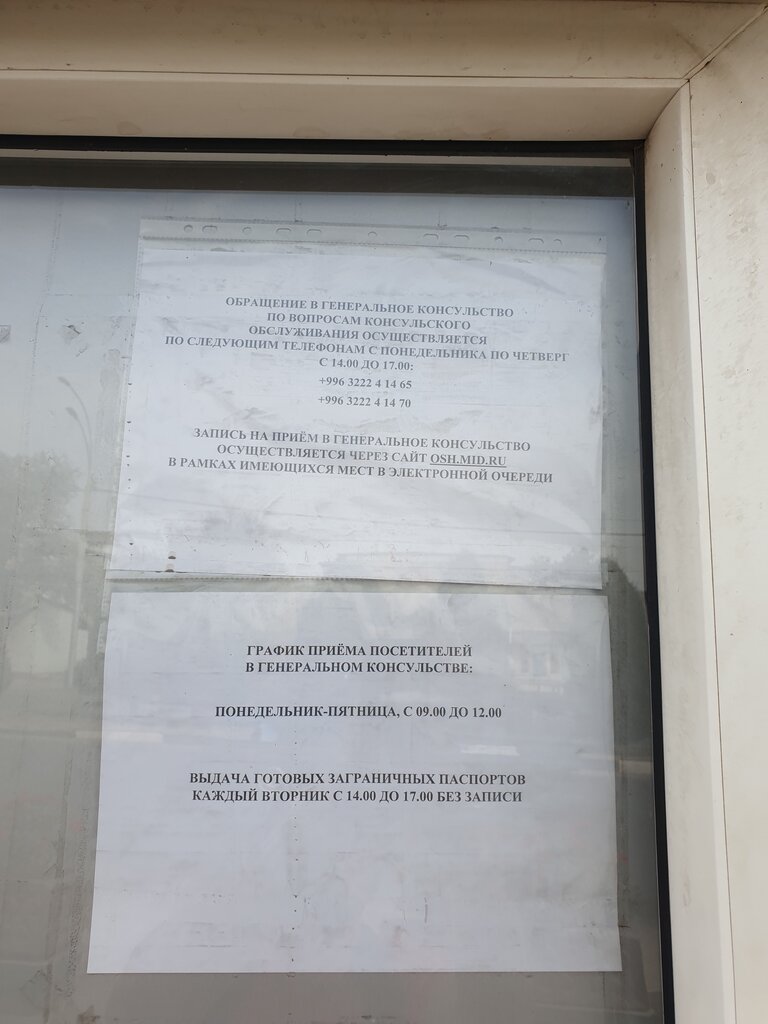 ОБРАЩЕНИЕ В ГЕНЕРАЛЬНОЕ КОНСУЛЬСТВО
ПО ВОПРОСАМ КОНСУЛЬСКОГО
ОБСЛУЖИВАНИЯ ОСУЩЕСТВЛЯЕТСЯ
ПО СЛЕДУЮЩИМ ТЕЛЕФОНАМ С ПОНЕДЕЛЬНИКА ПО ЧЕТВЕРГ
С 14.00 ДО 17.00:
+996 3222 4 14 65
+996 3222 4 14 70
ЗАПИСЬ НА ПРИЁМ В ГЕНЕРАЛЬНОЕ КОНСУЛЬСТВО
ОСУЩЕСТВЛЯЕТСЯ ЧЕРЕЗ САЙТ OSH.MID.RU
В РАМКАХ ИМЕЮЩИХСЯ МЕСТ В ЭЛЕКТРОННОЙ ОЧЕРЕДИ
ГРАФИК ПРИЁМА ПОСЕТИТЕЛЕЙ
В ГЕНЕРАЛЬНОМ КОНСУЛЬСТВЕ:
ПОНЕДЕЛЬНИК-ПЯТНИЦА, С 09.00 ДО 12.00
ВЫДАЧА ГОТОВЫХ ЗАГРАНИЧНЫХ ПАСПОРТОВ
КАЖДЫЙ ВТОРНИК С 14.00 ДО 17.00 БЕЗ ЗАПИСИ